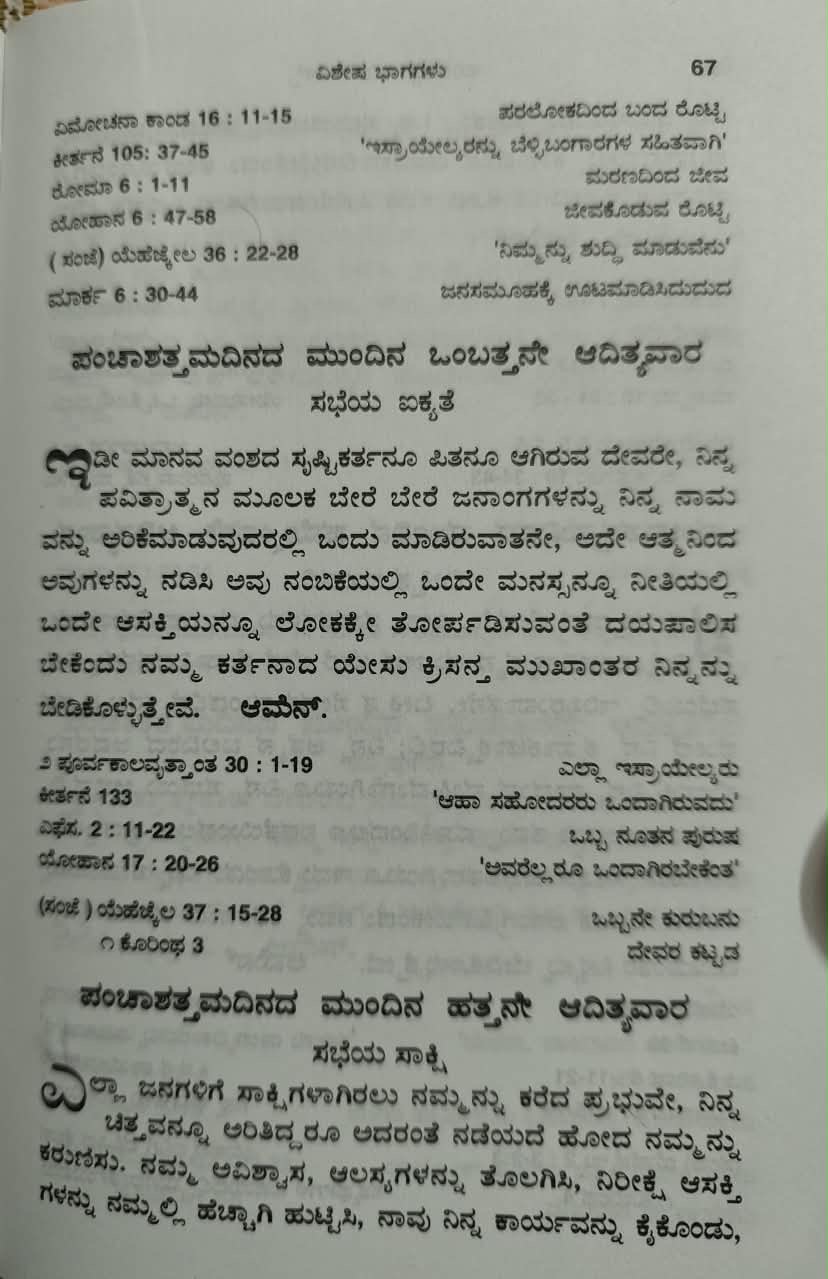 ವಿಶೇಷ ಭಾಗಗಳು 67
ವಿಮೋಚನಾ ಕಾಂಡ 16 : 11-15 ಪರಲೋಕದಿಂದ ಬಂದ ರೊಟ್ಟಿ
ಕೀರ್ತನೆ 105: 37-45 'ಇಸ್ರಾಯೇಲ್ಯರನ್ನು ಬೆಳ್ಳಿಬಂಗಾರಗಳ ಸಹಿತವಾಗಿ'
ರೋಮಾ 6 : 1-11 ಮರಣದಿಂದ ಜೀವ
ಯೋಹಾನ 6 : 47-58 ಜೀವಕೊಡುವ ರೊಟ್ಟಿ
(ಸಂಜೆ) ಯೆಹೆಜ್ಕೇಲ 36 : 22-28 'ನಿಮ್ಮನ್ನು ಶುದ್ಧಿ ಮಾಡುವೆನು'
ಮಾರ್ಕ 6 : 30-44 ಜನಸಮೂಹಕ್ಕೆ ಊಟಮಾಡಿಸಿದುದುದ
ಪಂಚಾಶತ್ತಮದಿನದ ಮುಂದಿನ ಒಂಬತ್ತನೇ ಆದಿತ್ಯವಾರ
ಸಭೆಯ ಐಕ್ಯತೆ
ಇಡೀ ಮಾನವ ವಂಶದ ಸೃಷ್ಟಿಕರ್ತನೂ ಪಿತನೂ ಆಗಿರುವ ದೇವರೇ, ನಿನ್ನ
ಪವಿತ್ರಾತ್ಮನ ಮೂಲಕ ಬೇರೆ ಬೇರೆ ಜನಾಂಗಗಳನ್ನು ನಿನ್ನ ನಾಮ
ವನ್ನು ಅರಿಕೆಮಾಡುವುದರಲ್ಲಿ ಒಂದು ಮಾಡಿರುವಾತನೇ, ಅದೇ ಆತ್ಮನಿಂದ
ಅವುಗಳನ್ನು ನಡಿಸಿ ಅವು ನಂಬಿಕೆಯಲ್ಲಿ ಒಂದೇ ಮನಸ್ಸನ್ನೂ ನೀತಿಯಲ್ಲಿ
ಒಂದೇ ಆಸಕ್ತಿಯನ್ನೂ ಲೋಕಕ್ಕೇ ತೋರ್ಪಡಿಸುವಂತೆ ದಯಪಾಲಿಸ
ಬೇಕೆಂದು ನಮ್ಮ ಕರ್ತನಾದ ಯೇಸು ಕ್ರಿಸನ್ತ ಮುಖಾಂತರ ನಿನ್ನನ್ನು
ಬೇಡಿಕೊಳ್ಳುತ್ತೇವೆ. ಆಮೆನ್.
೨ ಪೂರ್ವಕಾಲವೃತ್ತಾಂತ 30 : 1-19 ಎಲ್ಲಾ ಇಸ್ರಾಯೇಲ್ಯರು
ಕೀರ್ತನೆ 133 'ಆಹಾ ಸಹೋದರರು ಒಂದಾಗಿರುವದು'
ಎಫೆಸ. 2 : 11-22 ಒಬ್ಬ ನೂತನ ಪುರುಷ
ಯೋಹಾನ 17 : 20-26 'ಅವರೆಲ್ಲರೂ ಒಂದಾಗಿರಬೇಕೆಂತ'
(ಸಂಜೆ ) ಯೆಹೆಜ್ಕೆಲ 37 : 15-28 ಒಬ್ಬನೇ ಕುರುಬನು
೧ ಕೊರಿಂಥ 3 ದೇವರ ಕಟ್ಟಡ
ಪಂಚಾಶತ್ತಮದಿನದ ಮುಂದಿನ ಹತ್ತನೇ ಆದಿತ್ಯವಾರ
ಸಭೆಯ ಸಾಕ್ಷಿ
ಎಲ್ಲಾ ಜನಗಳಿಗೆ ಸಾಕ್ಷಿಗಳಾಗಿರಲು ನಮ್ಮನ್ನು ಕರೆದ ಪ್ರಭುವೇ, ನಿನ್ನ
ಚಿತ್ತವನ್ನೂ ಅರಿತಿದ್ದರೂ ಅದರಂತೆ ನಡೆಯದೆ ಹೋದ ನಮ್ಮನ್ನು
ಕರುಣಿಸು. ನಮ್ಮ ಅವಿಶ್ವಾಸ, ಆಲಸ್ಯಗಳನ್ನು ತೊಲಗಿಸಿ, ನಿರೀಕ್ಷೆ ಆಸಕ್ತಿ
ಗಳನ್ನು ನಮ್ಮಲ್ಲಿ ಹೆಚ್ಚಾಗಿ ಹುಟ್ಟಿಸಿ, ನಾವು ನಿನ್ನ ಕಾರ್ಯವನ್ನು ಕೈಕೊಂಡು,